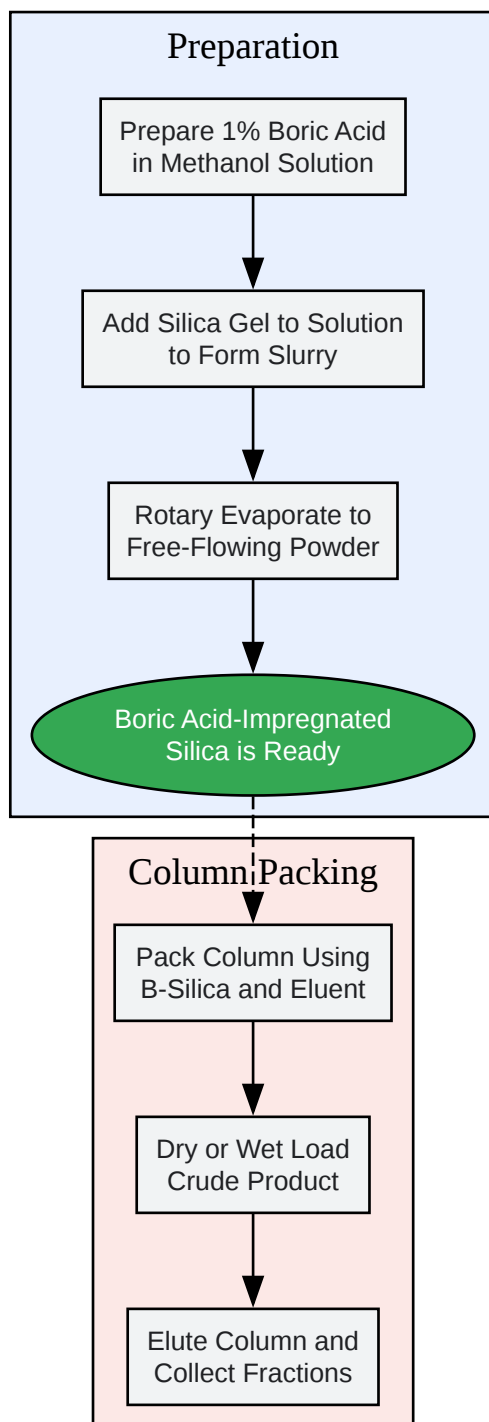 Preparation
Prepare 1% Boric Acid
in Methanol Solution
Add Silica Gel to Solution
to Form Slurry
Rotary Evaporate to
Free-Flowing Powder
Boric Acid-Impregnated
Silica is Ready
Column Packing
Pack Column Using
B-Silica and Eluent
Dry or Wet Load
Crude Product
Elute Column and
Collect Fractions